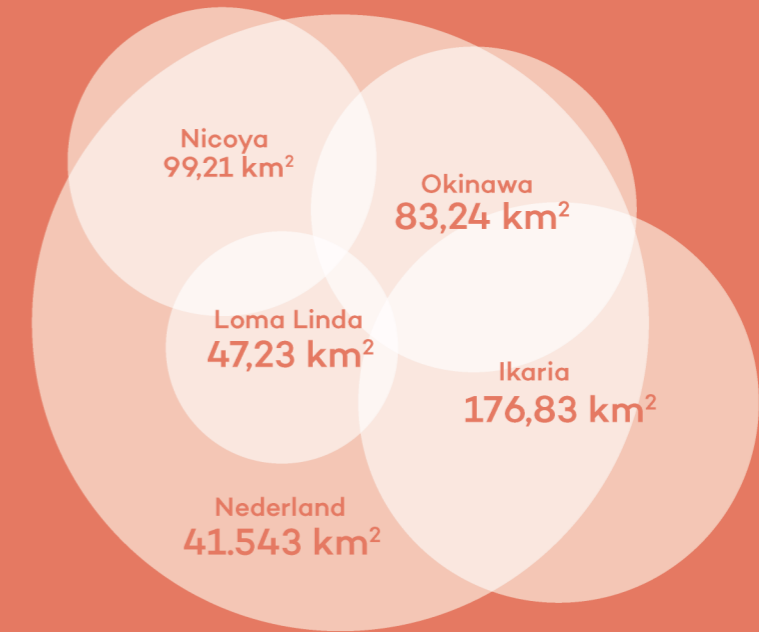 Nicoya
99,21 km²
Okinawa
83,24 km²
Loma Linda
47,23 km²
Ikaria
176,83 km²
Nederland
41.543 km²